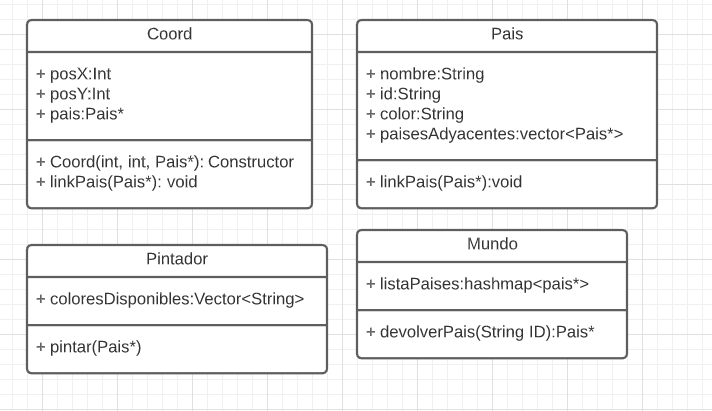 Coord
+ posX:Int
+ posY:Int
+ pais:Pais*
+ Coord(int, int, Pais*): Constructor
+ linkPais(Pais*): void
Pais
+ nombre:String
+ id:String
+ color:String
+ paisesAdyacentes:vector<Pais*>
+ linkPais(Pais*):void
Pintador
+ coloresDisponibles:Vector<String>
+ pintar(Pais*)
Mundo
+ listaPaises:hashmap<pais*>
+ devolverPais(String ID):Pais*